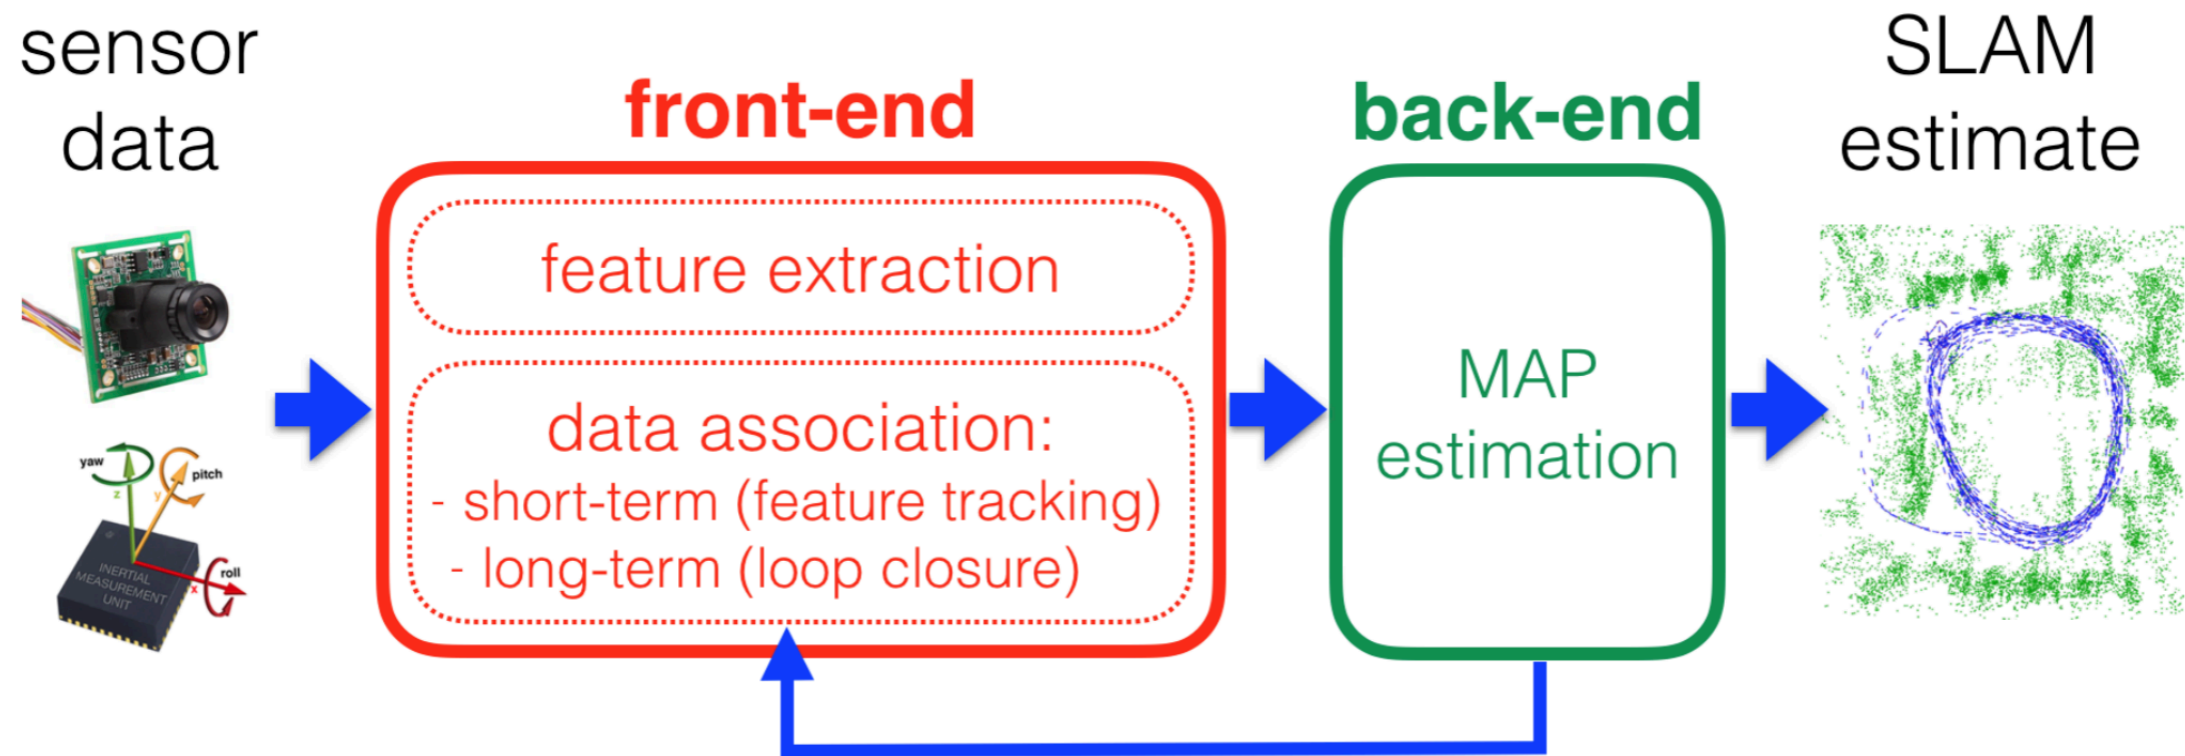 sensor
data
front-end
back-end
SLAM
estimate
feature extraction
data association:
- short-term (feature tracking)
- long-term (loop closure)
MAP
estimation
yaw
z
y
pitch
roll
x
INERTIAL
MEASUREMENT
UNIT